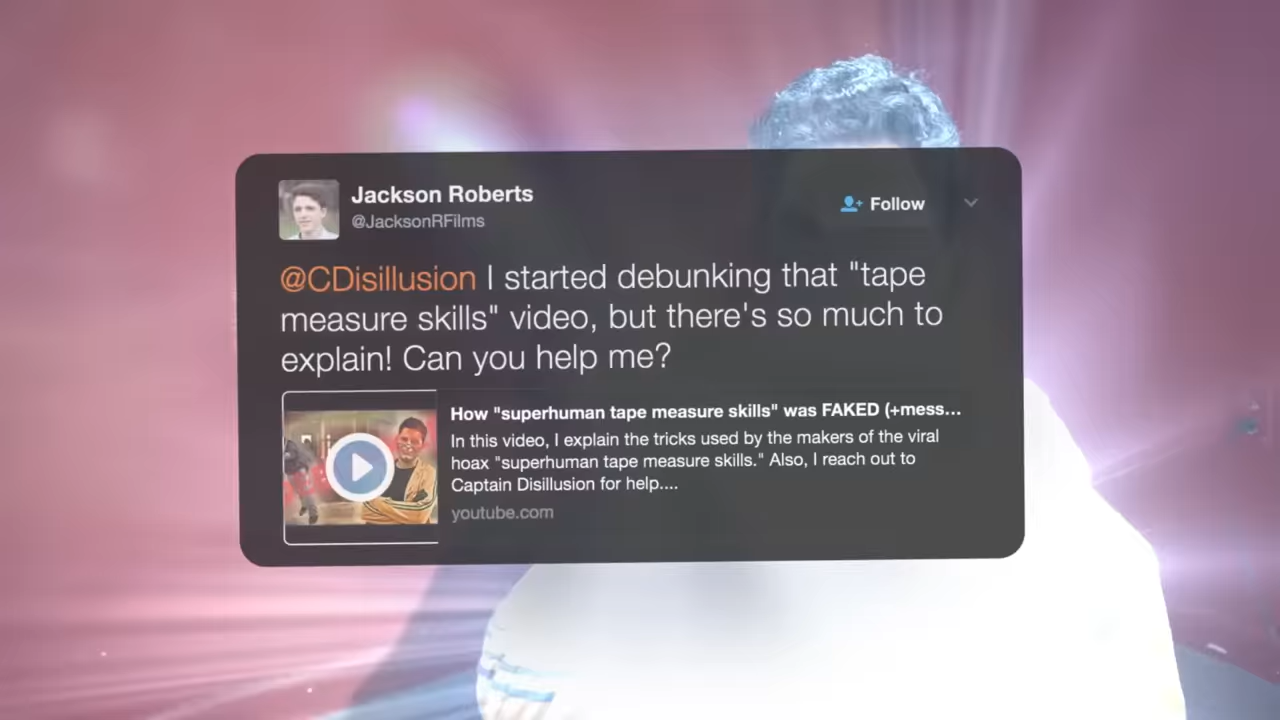 Jackson Roberts
@JacksonRFilms
Follow
@CDisillusion I started debunking that "tape
measure skills" video, but there's so much to
explain! Can you help me?
How "superhuman tape measure skills" was FAKED (+mess...
In this video, I explain the tricks used by the makers of the viral
hoax "superhuman tape measure skills." Also, I reach out to
Captain Disillusion for help....
youtube.com